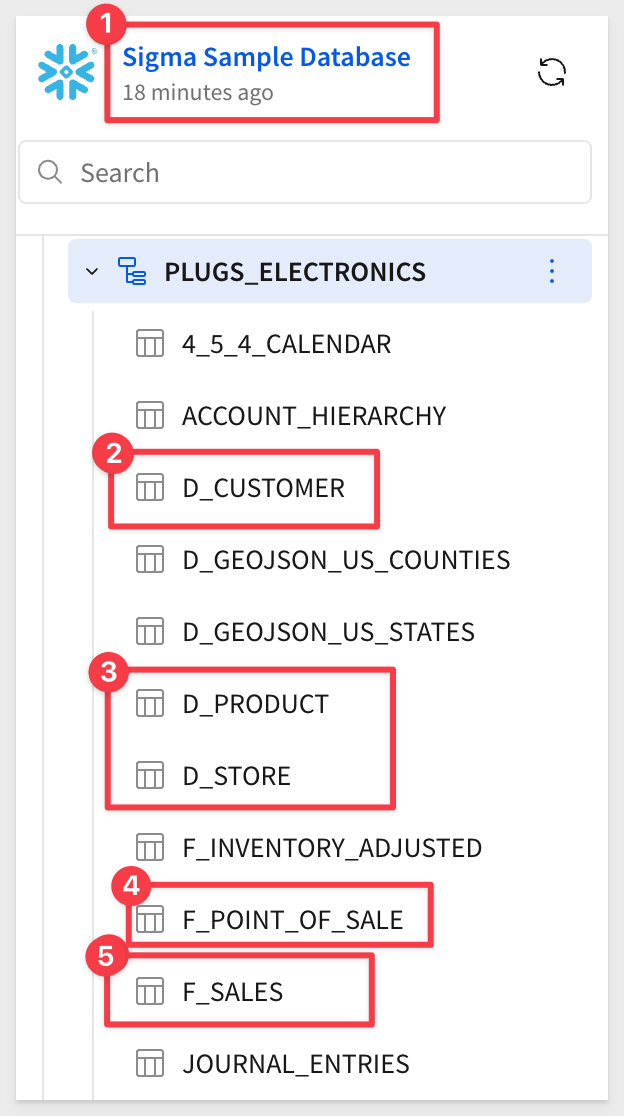 1
Sigma Sample Database
18 minutes ago
Search
PLUGS_ELECTRONICS
4_5_4_CALENDAR
ACCOUNT_HIERARCHY
2
D_CUSTOMER
D_GEOJSON_US_COUNTIES
D_GEOJSON_US_STATES
3
D_PRODUCT
D_STORE
F_INVENTORY_ADJUSTED
4
F_POINT_OF_SALE
5
F_SALES
JOURNAL_ENTRIES